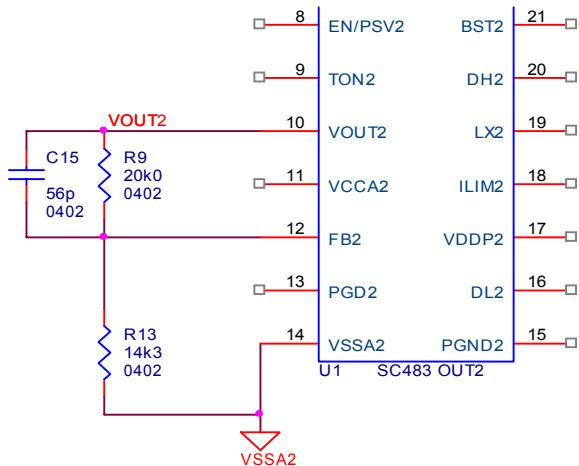 8 EN/PSV2 BST2 21
9 TON2 DH2 20
VOUT2
10 VOUT2 LX2 19
C15
56p
0402
R9
20k0
0402
11 VCCA2 ILIM2 18
12 FB2 VDDP2 17
13 PGD2 DL2 16
R13
14k3
0402
14 VSSA2 PGND2 15
U1 SC483 OUT2
VSSA2